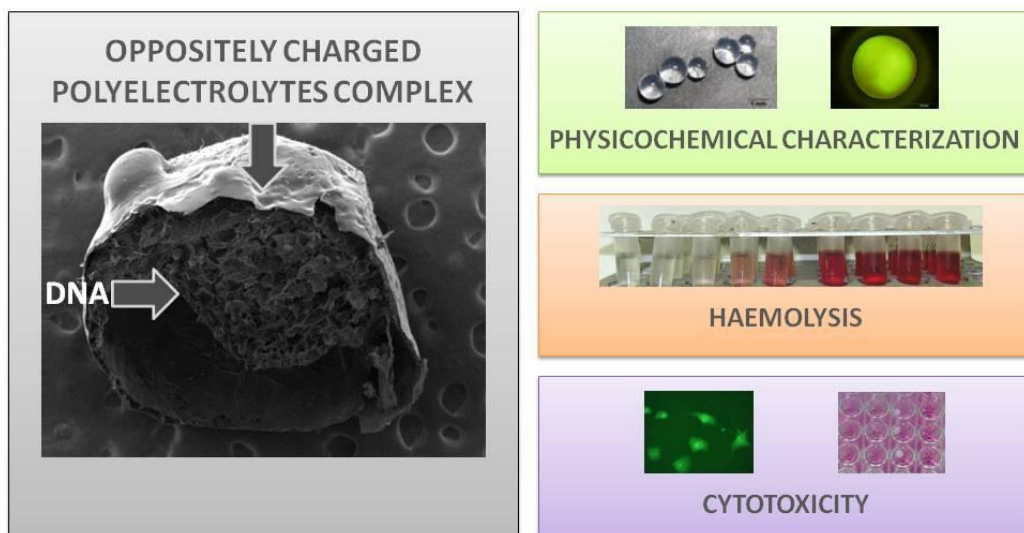 OPPOSITELY CHARGED
POLYELECTROLYTES COMPLEX
DNA
PHYSICOCHEMICAL CHARACTERIZATION
HAEMOLYSIS
CYTOTOXICITY